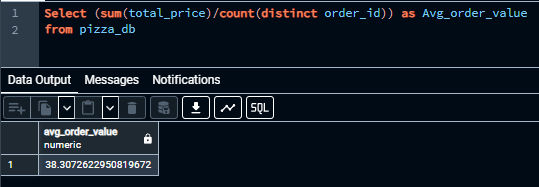 1 Select (sum(total_price)/count(distinct order_id)) as Avg_order_value
2 from pizza_db
Data Output Messages Notifications
SQL
avg_order_value
numeric
1 38.3072622950819672